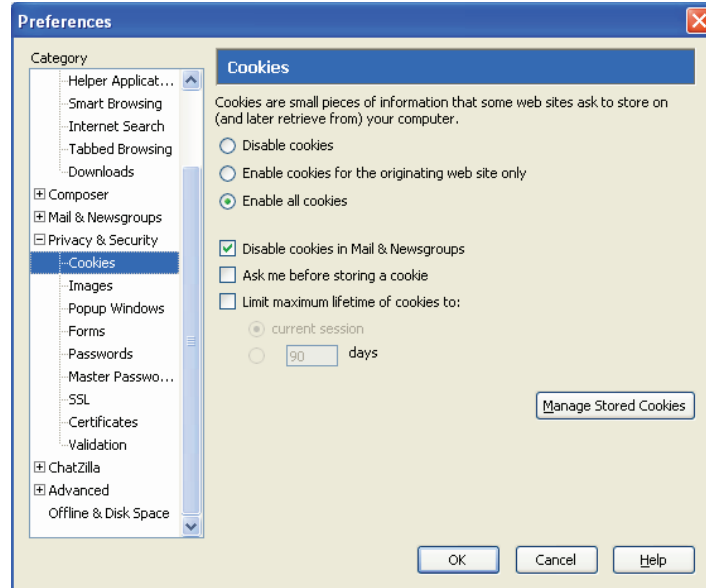 Preferences
Category
Helper Applicat...
Smart Browsing
Internet Search
Tabbed Browsing
Downloads
Composer
Mail & Newsgroups
Privacy & Security
Cookies
Images
Popup Windows
Forms
Passwords
Master Passwo...
SSL
Certificates
Validation
ChatZilla
Advanced
Offline & Disk Space
Cookies
Cookies are small pieces of information that some web sites ask to store on
(and later retrieve from) your computer.
Disable cookies
Enable cookies for the originating web site only
Enable all cookies
Disable cookies in Mail & Newsgroups
Ask me before storing a cookie
Limit maximum lifetime of cookies to:
current session
90 days
Manage Stored Cookies
OK Cancel Help